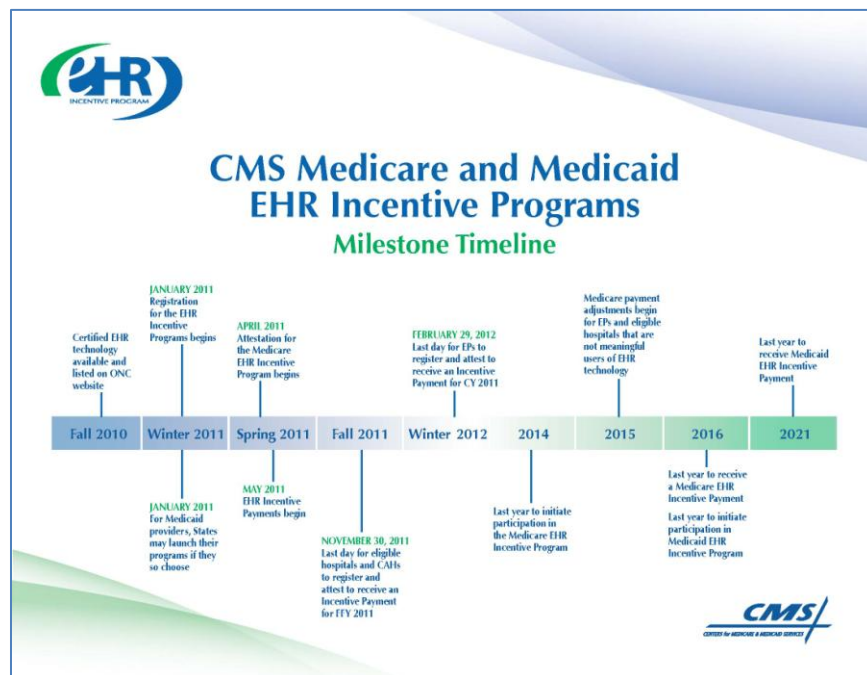 eHR
INCENTIVE PROGRAM
CMS Medicare and Medicaid
EHR Incentive Programs
Milestone Timeline
Certified EHR
technology
available and
listed on ONC
website
JANUARY 2011
Registration
for the EHR
Incentive
Programs begins
APRIL 2011
Attestation for
the Medicare
EHR Incentive
Program begins
FEBRUARY 29, 2012
Last day for EPs to
register and attest to
receive an Incentive
Payment for CY 2011
Medicare payment
adjustments begin
for EPs and eligible
hospitals that are
not meaningful
users of EHR
technology
Last year to
receive Medicaid
EHR Incentive
Payment
Fall 2010 Winter 2011 Spring 2011 Fall 2011 Winter 2012 2014 2015 2016 2021
JANUARY 2011
For Medicaid
providers, States
may launch their
programs if they
so choose
MAY 2011
EHR Incentive
Payments begin
NOVEMBER 30, 2011
Last day for eligible
hospitals and CAHs
to register and
attest to receive an
Incentive Payment
for FFY 2011
Last year to initiate
participation in
the Medicare EHR
Incentive Program
Last year to receive
a Medicare EHR
Incentive Payment
Last year to initiate
participation in
Medicaid EHR
Incentive Program
CMS
CENTERS for MEDICARE & MEDICAID SERVICES